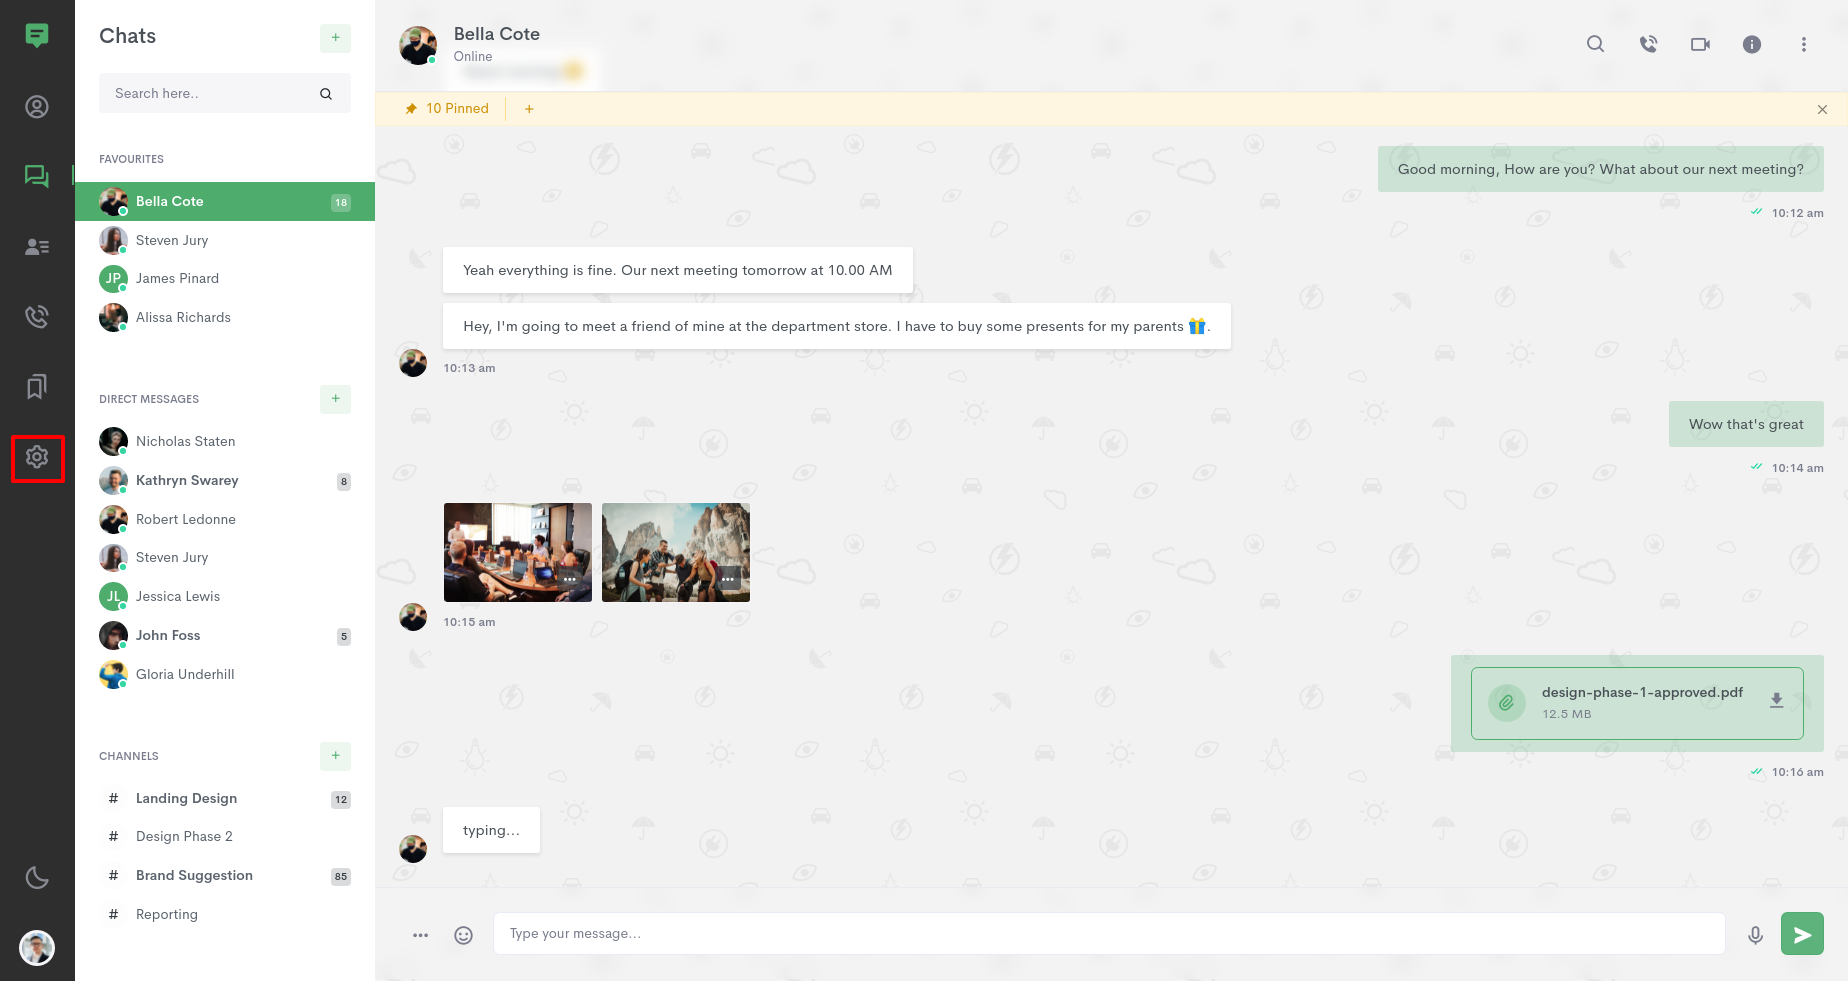 Chats
+
Search here..
FAVOURITES
Bella Cote
18
Steven Jury
JP
James Pinard
Alissa Richards
DIRECT MESSAGES
+
Nicholas Staten
Kathryn Swarey
8
Robert Ledonne
Steven Jury
JL
Jessica Lewis
John Foss
5
Gloria Underhill
CHANNELS
+
# Landing Design
12
# Design Phase 2
# Brand Suggestion
85
# Reporting
Bella Cote
Online
10 Pinned
+
Good morning, How are you? What about our next meeting?
10:12 am
Yeah everything is fine. Our next meeting tomorrow at 10.00 AM
Hey, I'm going to meet a friend of mine at the department store. I have to buy some presents for my parents 🎁.
10:13 am
Wow that's great
10:14 am
10:15 am
design-phase-1-approved.pdf
12.5 MB
10:16 am
typing...
Type your message...